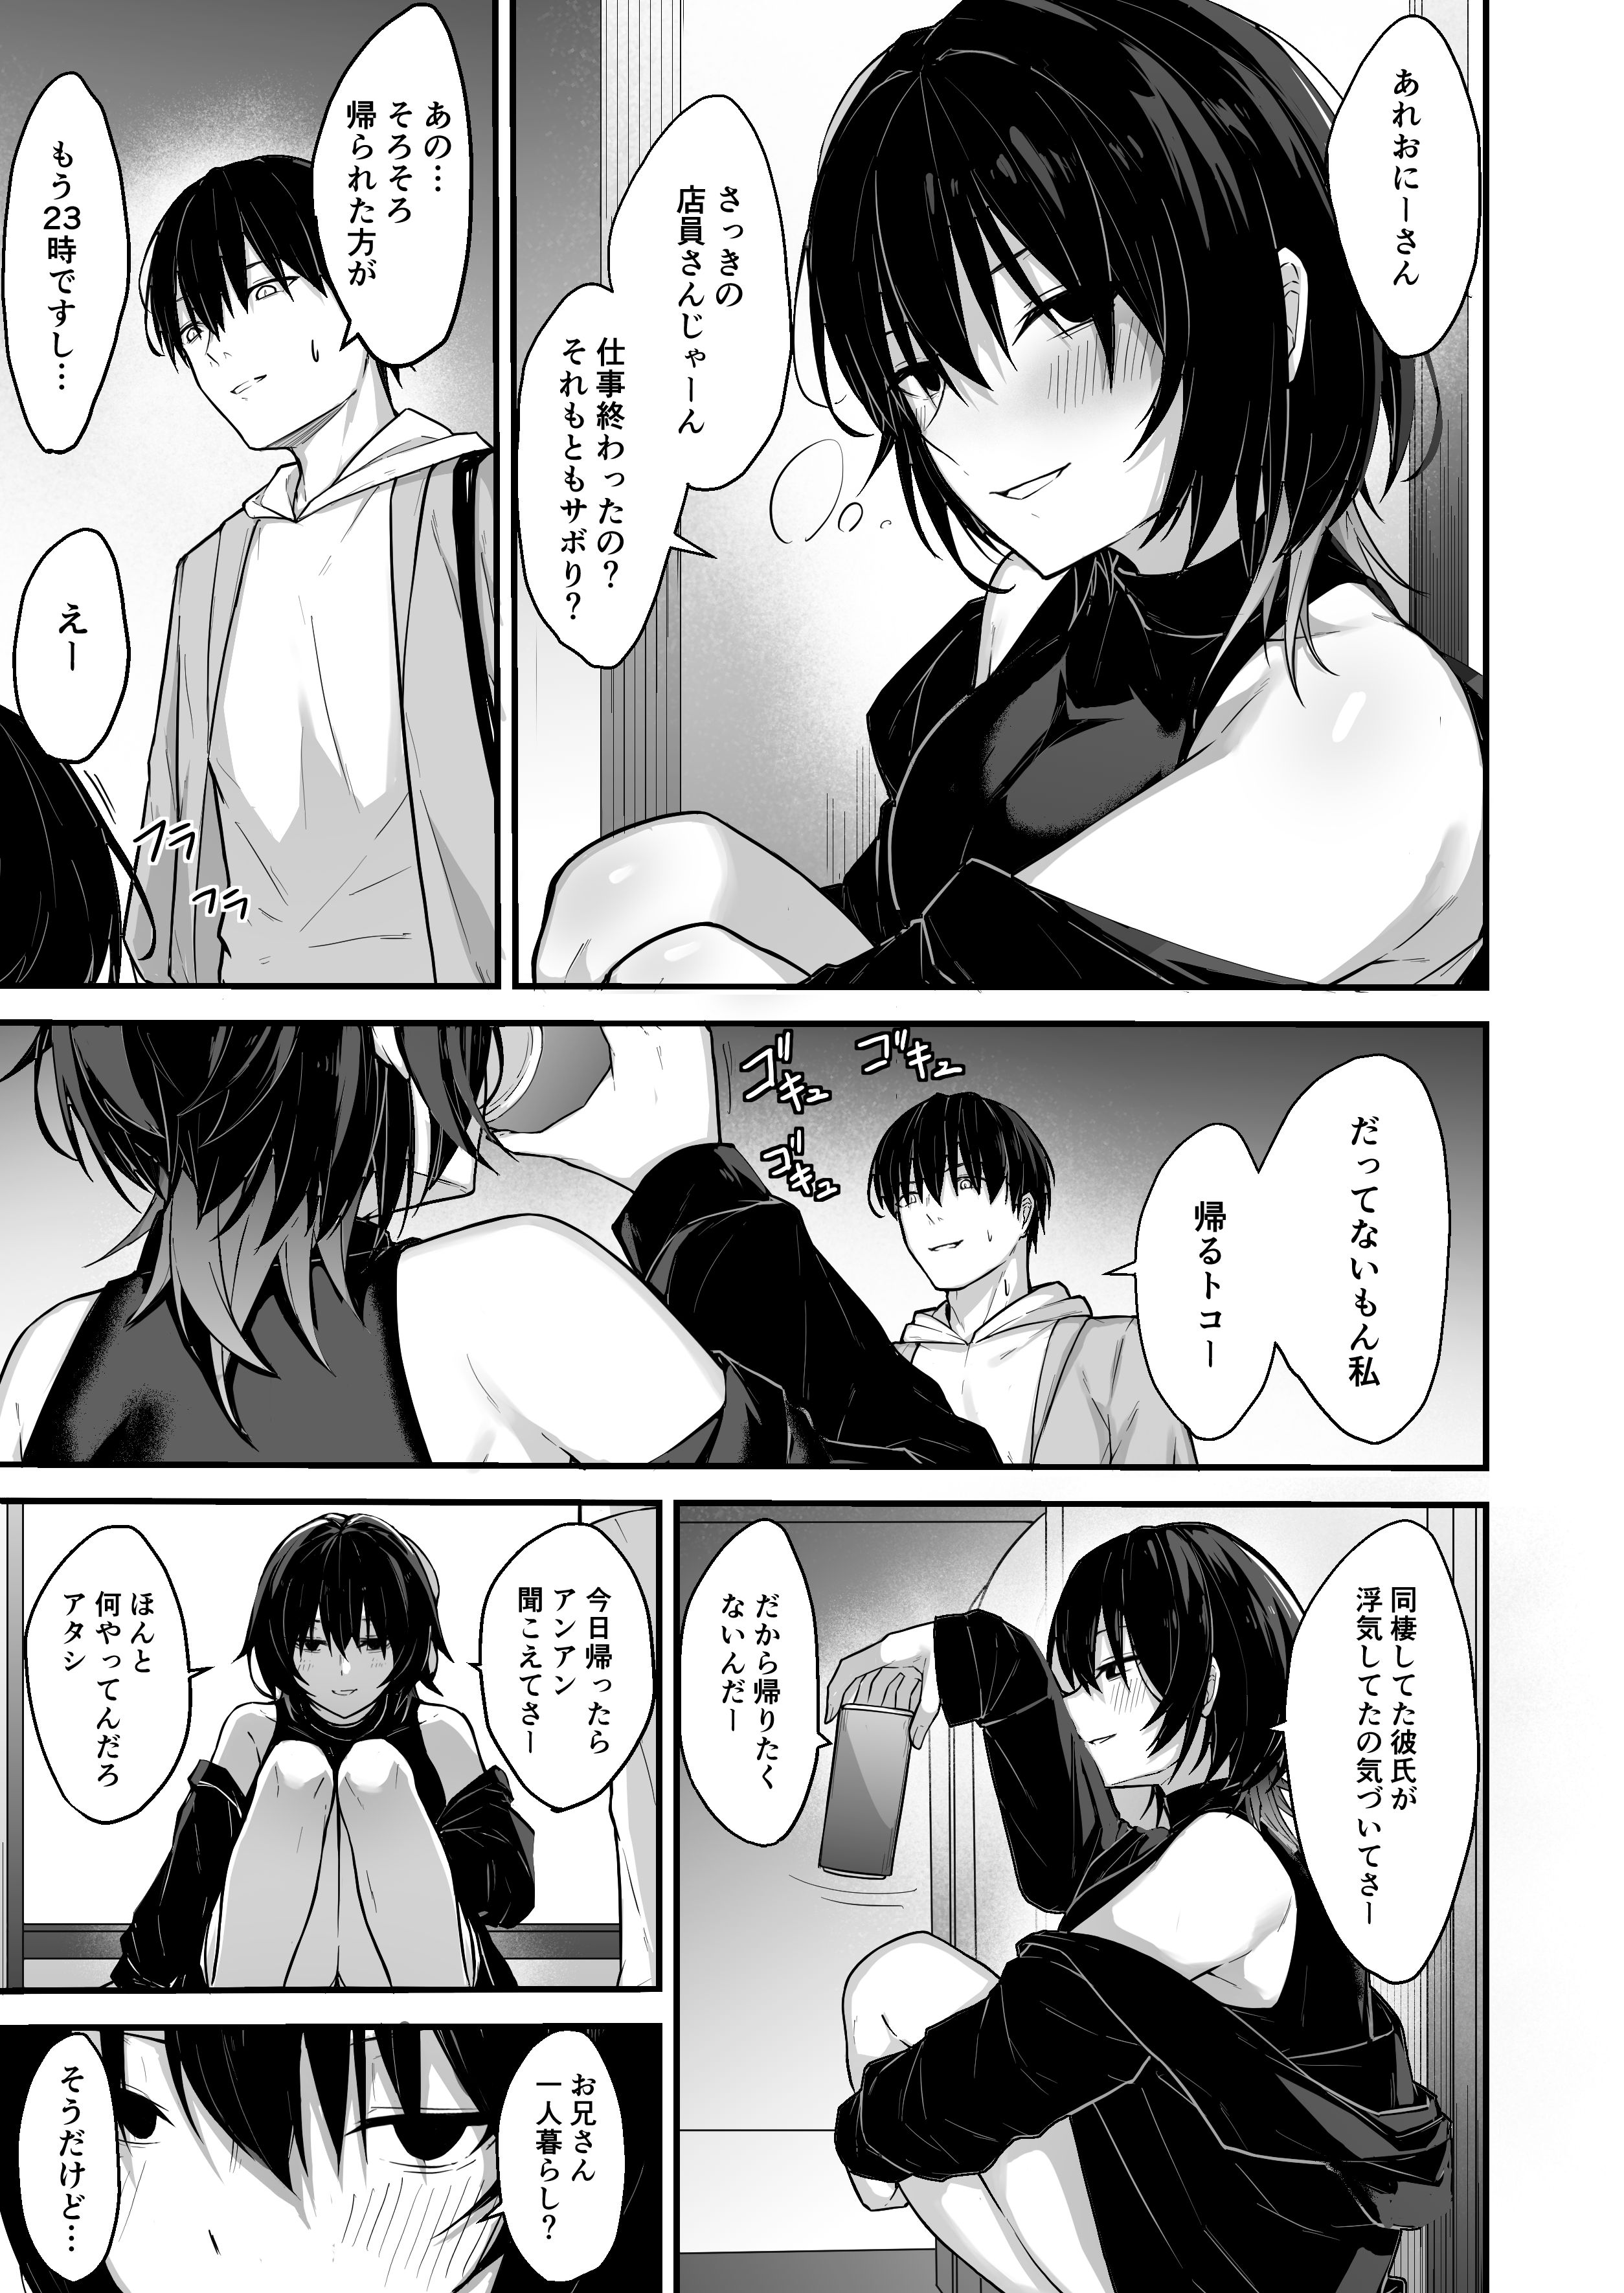 あれおにーさん
さっきの
店員さんじゃーん
仕事終わったの？
それもともサボり？
あの…
そろそろ
帰られた方が
もう23時ですし…
えー
フラ
フラ
だってないもん私
帰るトコー
ゴキュ
ゴキュ
ゴキュ
同棲してた彼氏が
浮気してたの気づいてさー
だから帰りたく
ないんだー
今日帰ったら
アンアン
聞こえてさー
ほんと
何やってんだろ
アタシ
お兄さん
一人暮らし？
そうだけど…